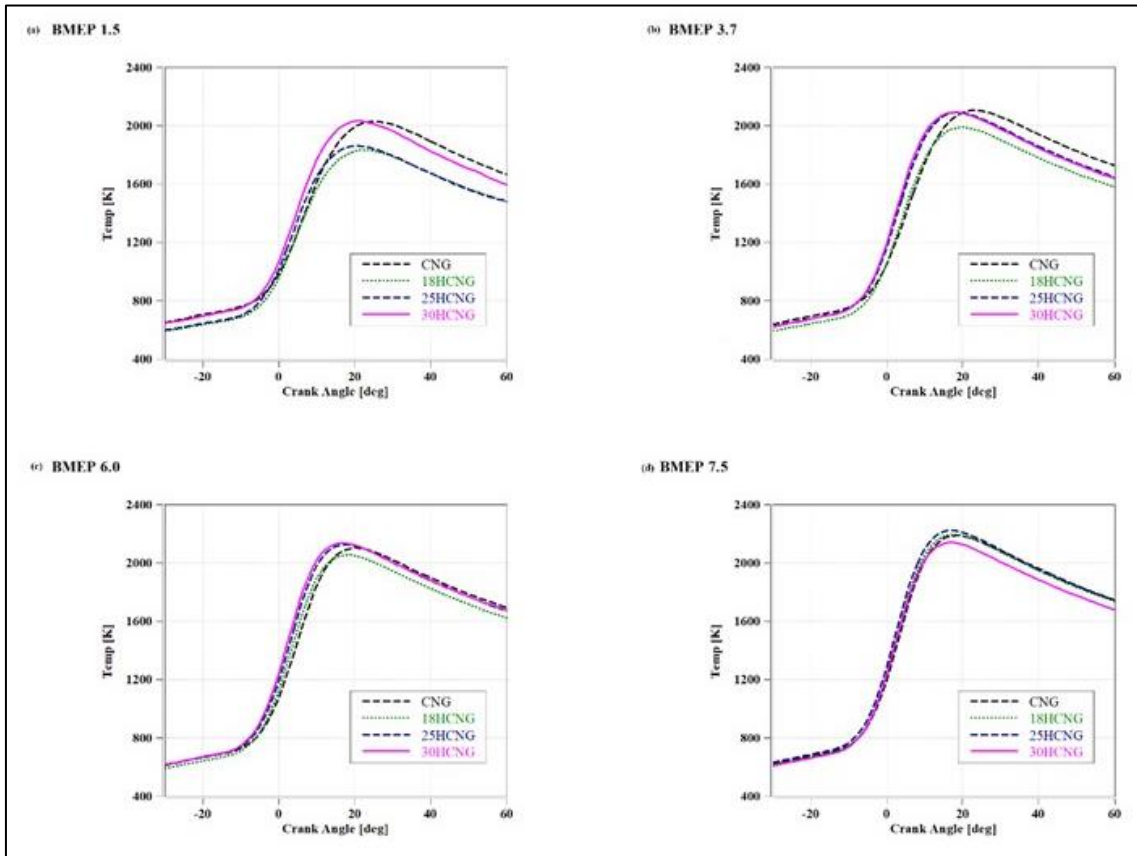 (a) BMEP 1.5
2400
2000
1600
1200
800
400
Temp [K]
-20
0
20
40
60
Crank Angle [deg]
CNG
18HCNG
25HCNG
30HCNG
(b) BMEP 3.7
2400
2000
1600
1200
800
400
Temp [K]
-20
0
20
40
60
Crank Angle [deg]
CNG
18HCNG
25HCNG
30HCNG
(c) BMEP 6.0
2400
2000
1600
1200
800
400
Temp [K]
-20
0
20
40
60
Crank Angle [deg]
CNG
18HCNG
25HCNG
30HCNG
(d) BMEP 7.5
2400
2000
1600
1200
800
400
Temp [K]
-20
0
20
40
60
Crank Angle [deg]
CNG
18HCNG
25HCNG
30HCNG